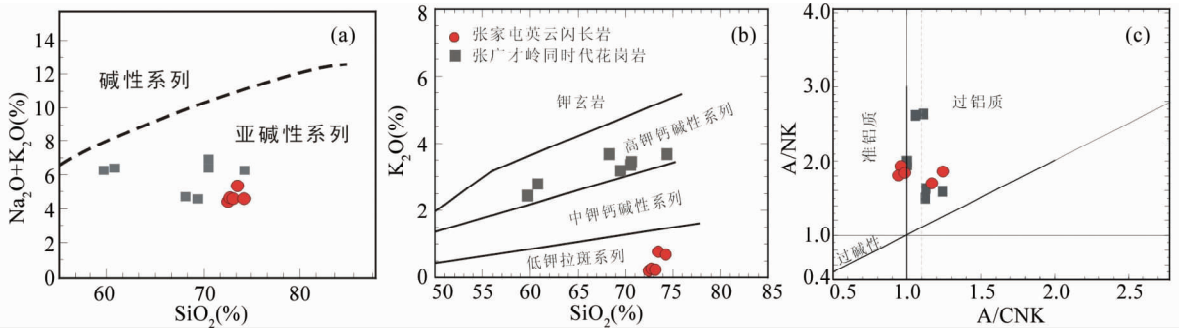 (a)
碱性系列
亚碱性系列
Na2O+K2O(%)
14
12
10
8
6
4
2
0
60
70
80
SiO2(%)
(b)
张家屯英云闪长岩
张广才岭同时代花岗岩
钾玄岩
高钾钙碱性系列
中钾钙碱性系列
低钾拉斑系列
K2O(%)
8
6
4
2
0
50
55
60
65
70
75
80
85
SiO2(%)
(c)
准铝质
过铝质
过碱性
A/NK
4.0
3.0
2.0
1.0
0.4
0.5
1.0
2.0
A/CNK